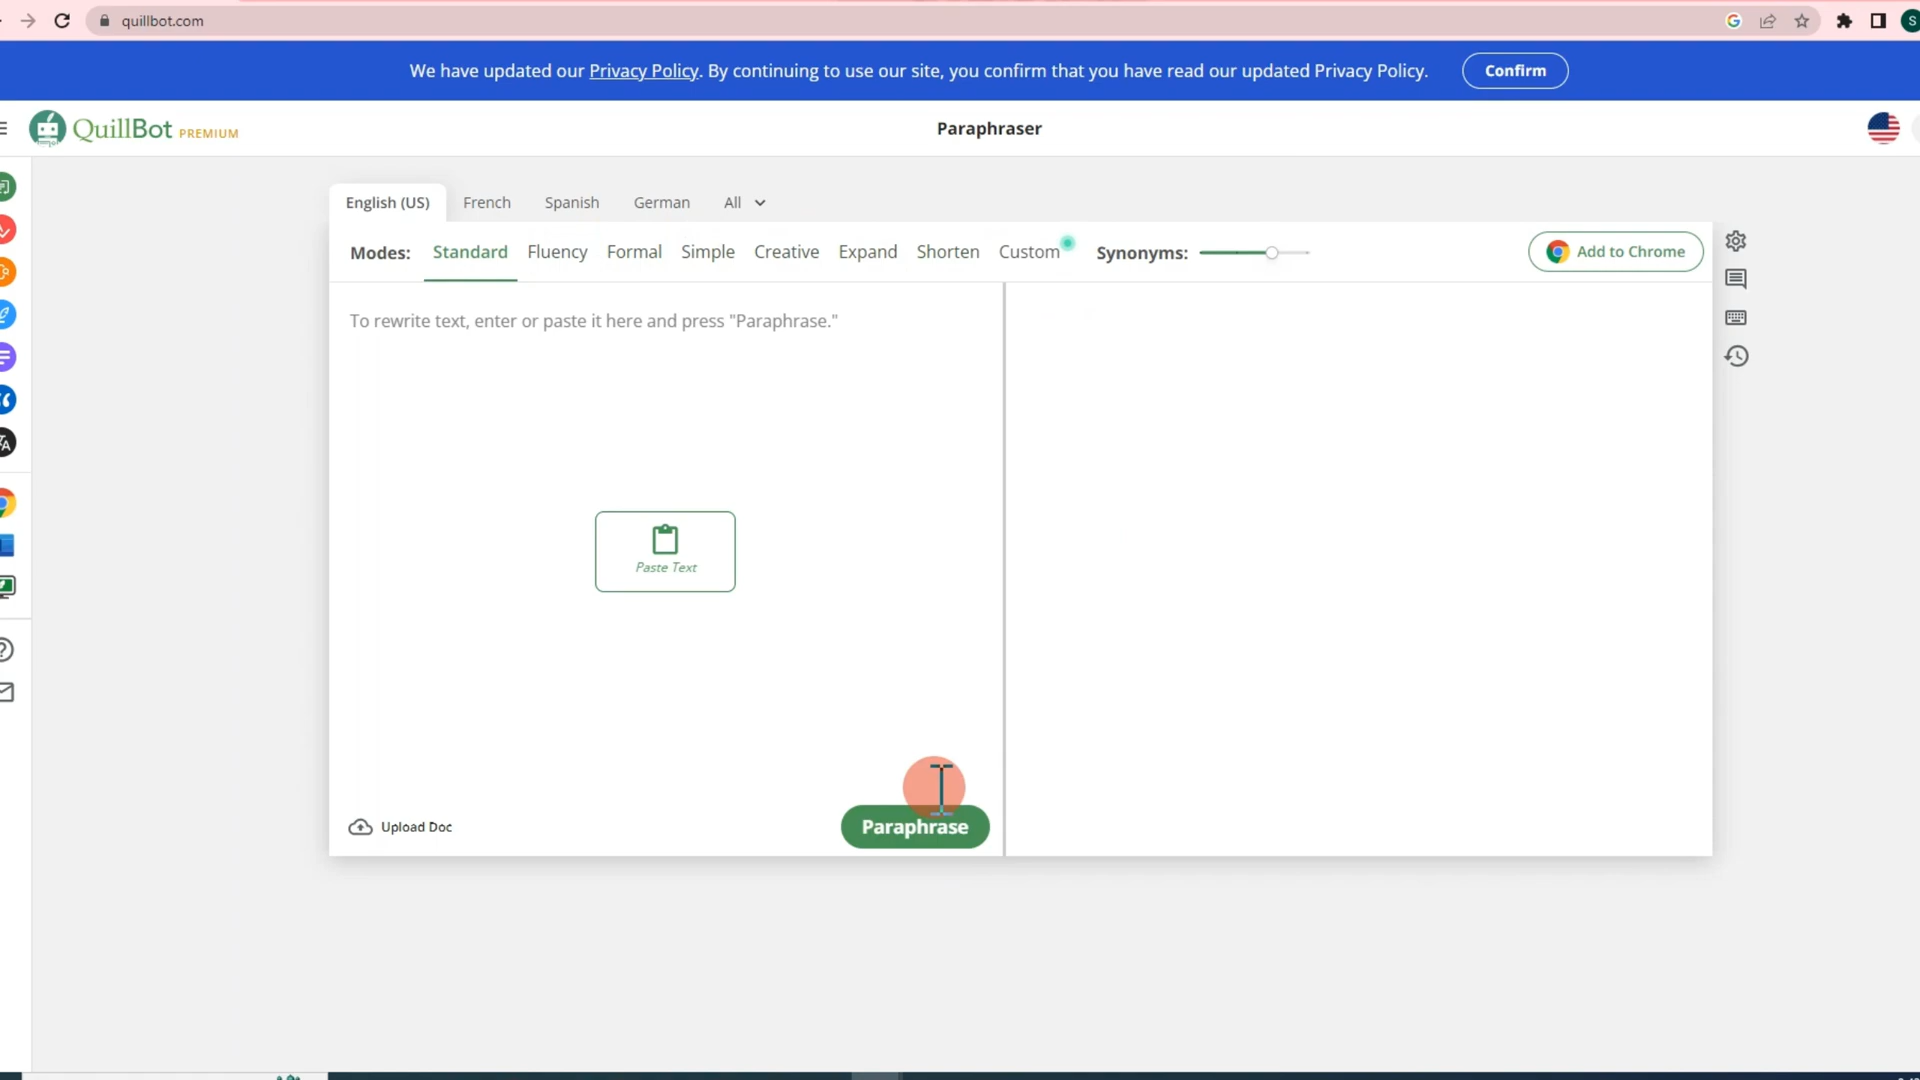 quillbot.com
S
We have updated our Privacy Policy. By continuing to use our site, you confirm that you have read our updated Privacy Policy.
Confirm
QuillBot PREMIUM
Paraphraser
English (US)
French
Spanish
German
All
Modes:
Standard
Fluency
Formal
Simple
Creative
Expand
Shorten
Custom
Synonyms:
Add to Chrome
To rewrite text, enter or paste it here and press "Paraphrase."
Paste Text
Upload Doc
Paraphrase